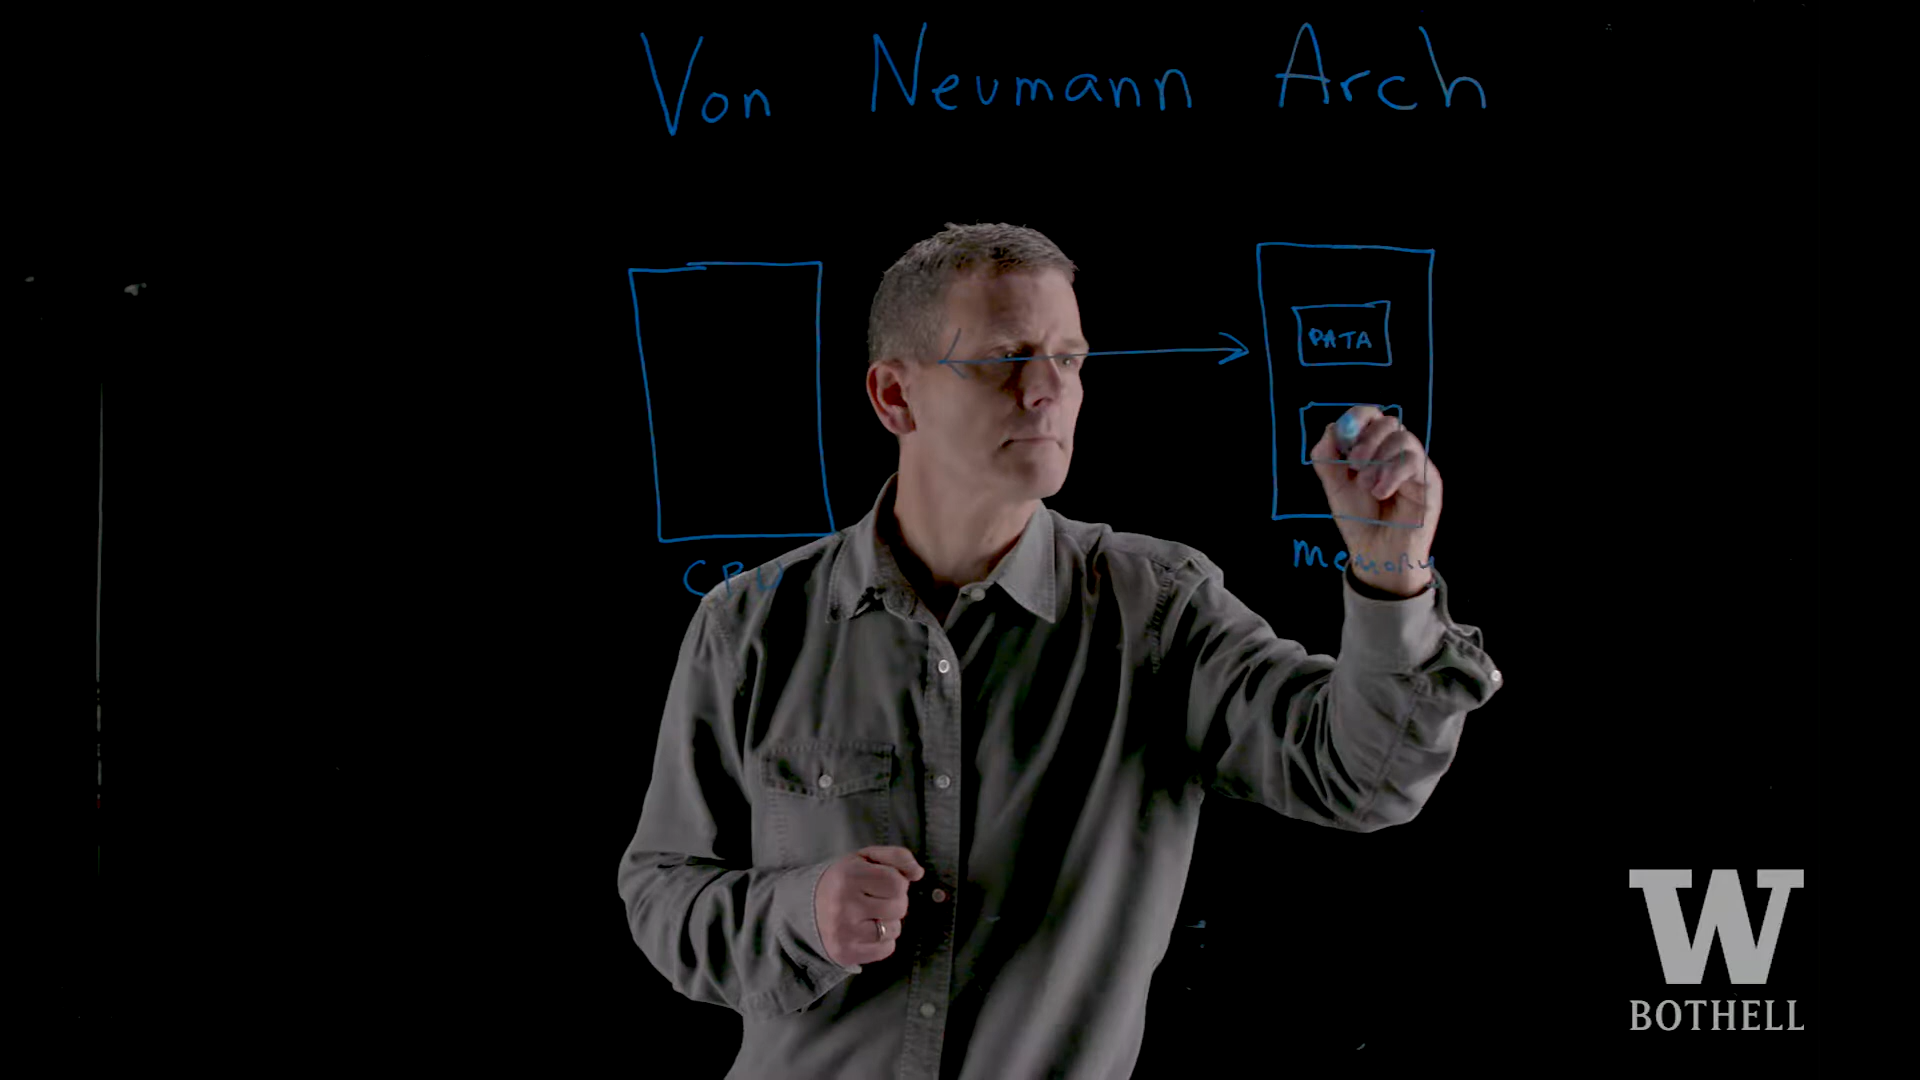 Von Neumann Arch
DATA
CPU
Memory
W
BOTHELL